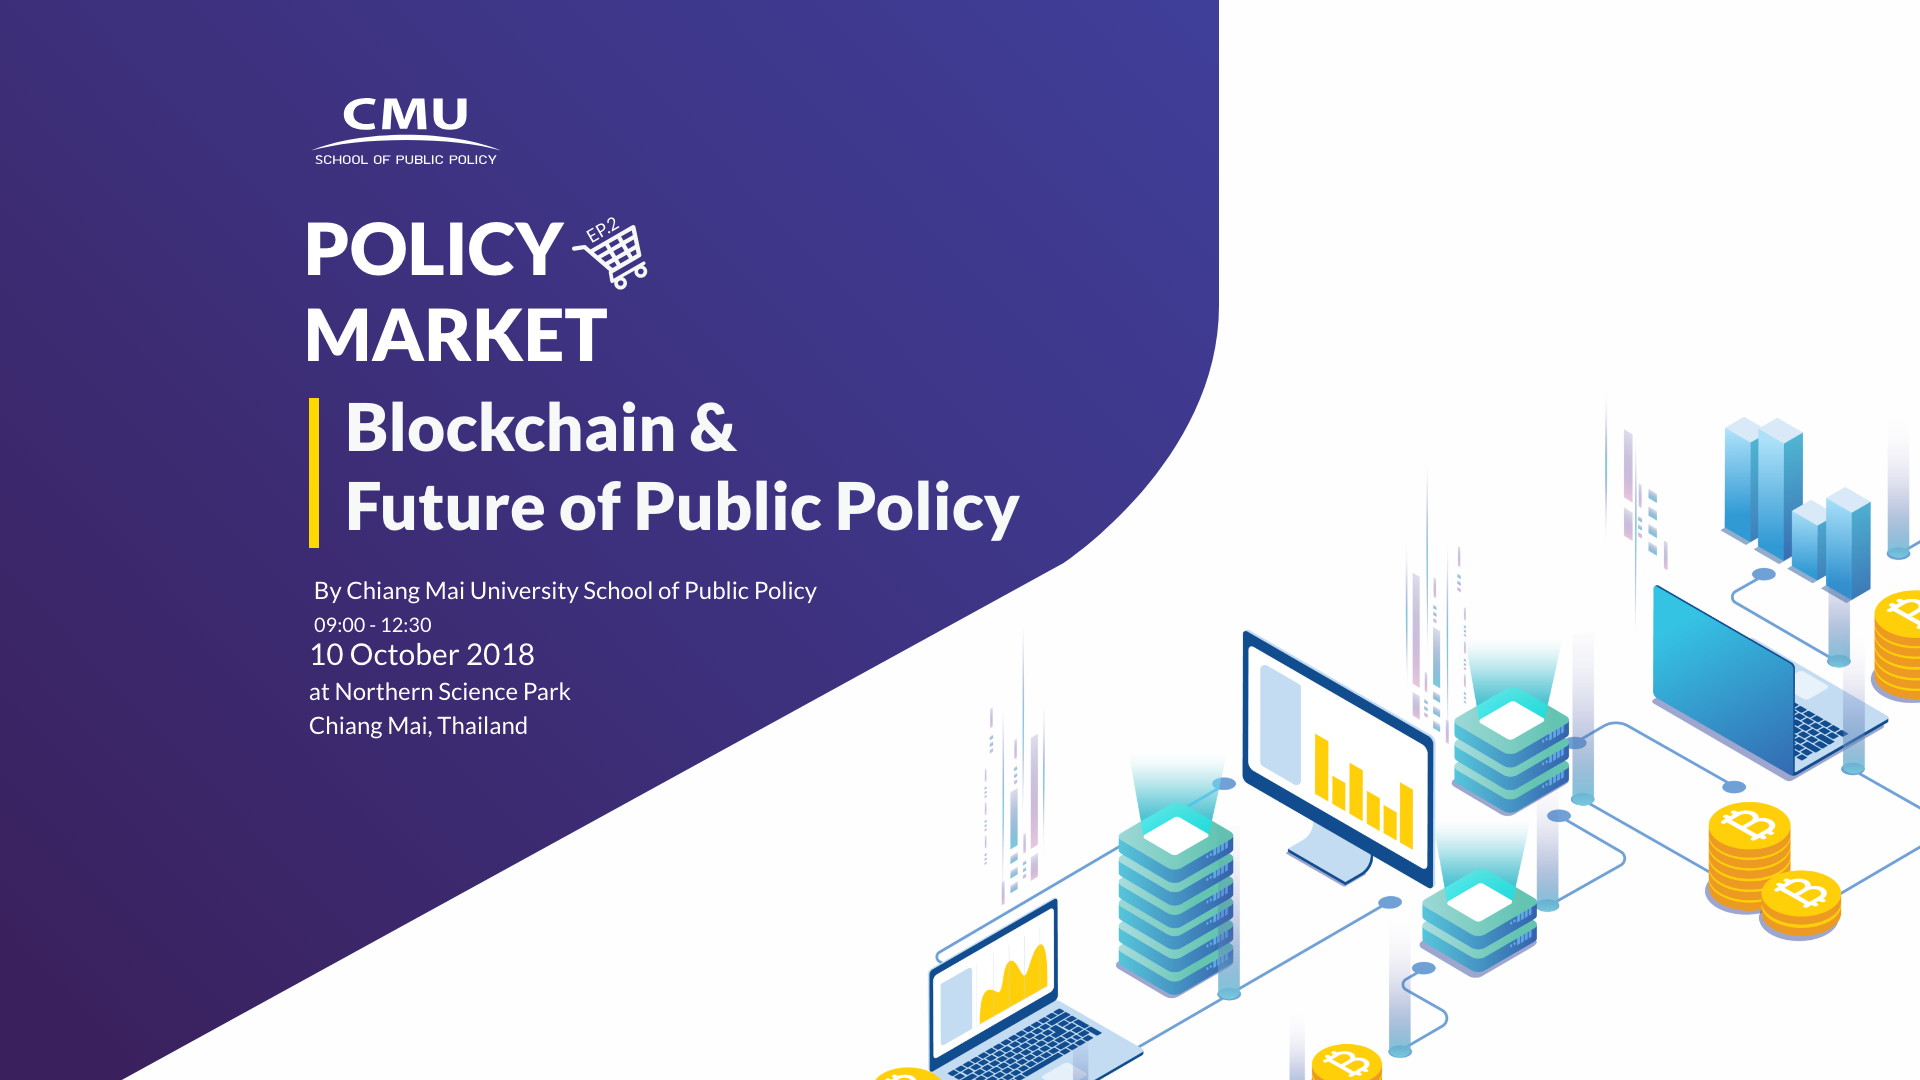 CMU
SCHOOL OF PUBLIC POLICY
POLICY
EP.2
MARKET
Blockchain &
Future of Public Policy
By Chiang Mai University School of Public Policy
09:00 - 12:30
10 October 2018
at Northern Science Park
Chiang Mai, Thailand